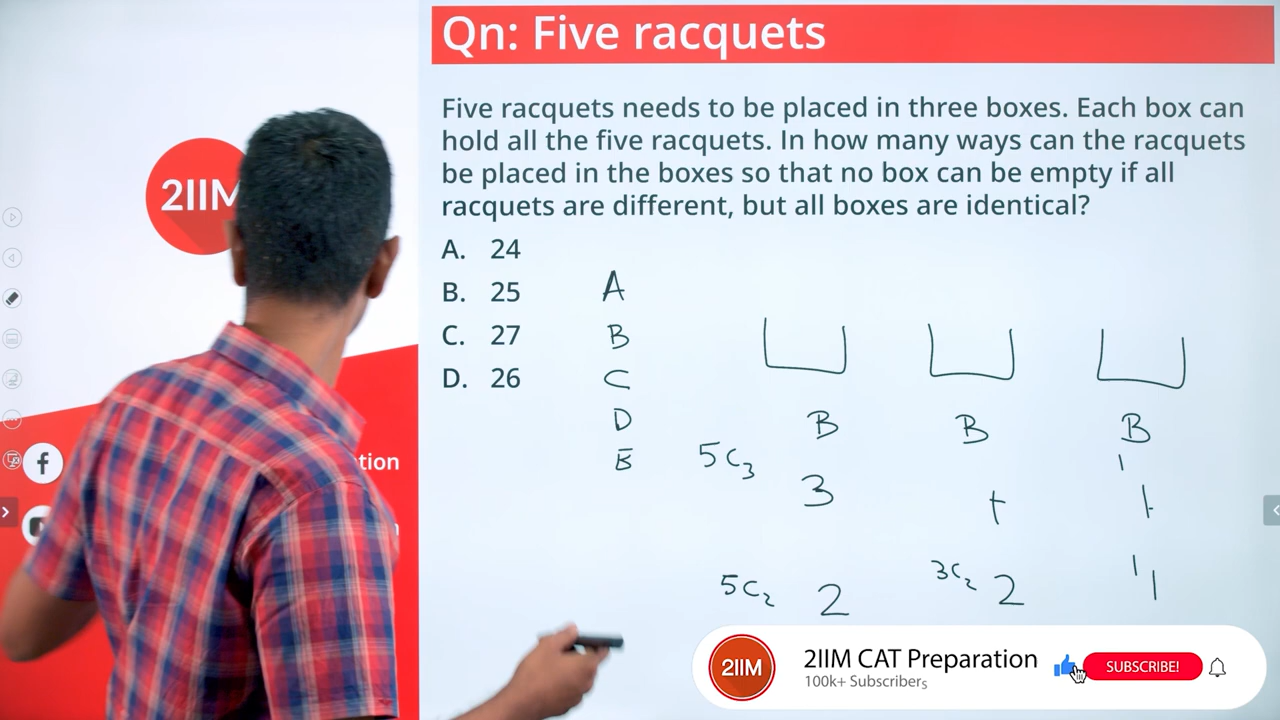 Qn: Five racquets
Five racquets needs to be placed in three boxes. Each box can
hold all the five racquets. In how many ways can the racquets
be placed in the boxes so that no box can be empty if all
racquets are different, but all boxes are identical?
2IIM
A. 24
B. 25
C. 27
D. 26
A
B
C
D
E
B B B
5C3 3 1 1 1
5C2 2 3C2 2 1 1
tion
2IIM
2IIM CAT Preparation
100k+ Subscribers
SUBSCRIBE!